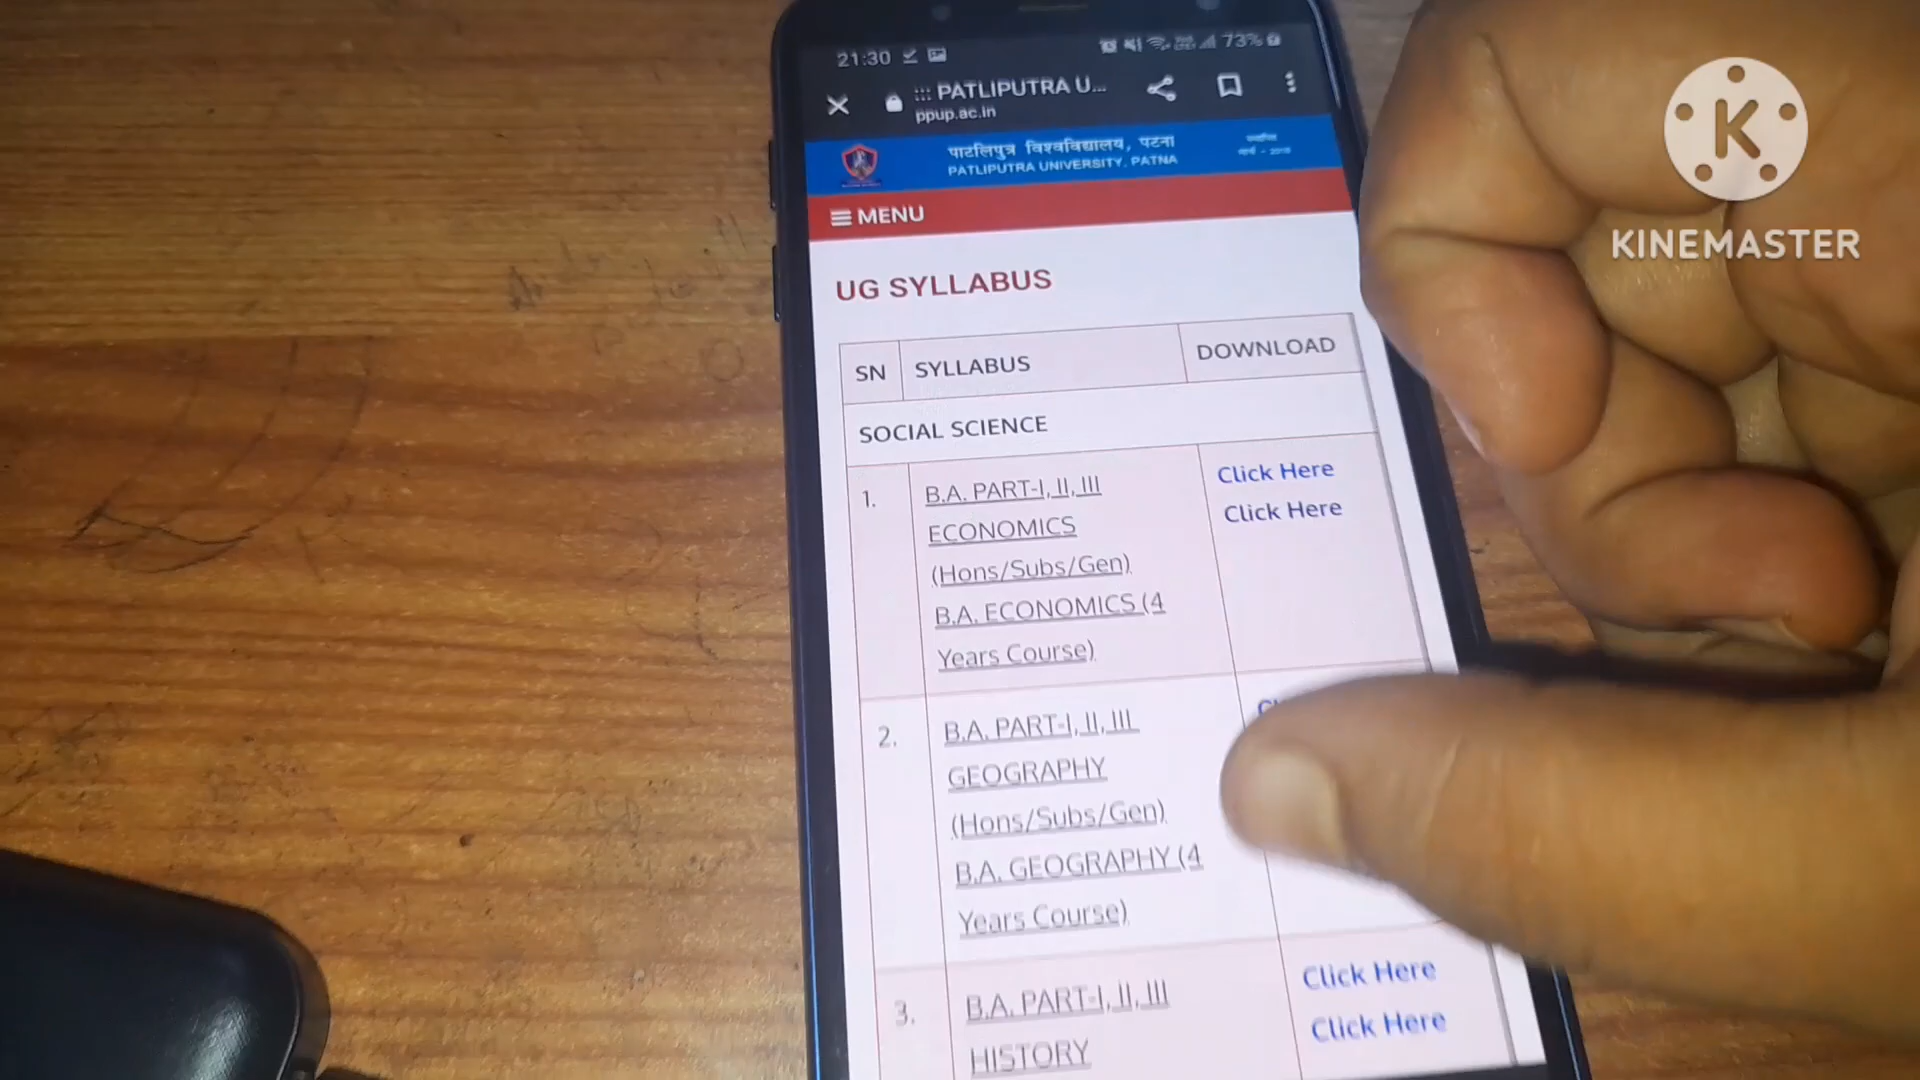 21:30
73%
::: PATLIPUTRA U...
ppup.ac.in
पाटलिपुत्र विश्वविद्यालय, पटना
PATLIPUTRA UNIVERSITY, PATNA
MENU
UG SYLLABUS
SN SYLLABUS DOWNLOAD
SOCIAL SCIENCE
1. B.A. PART-I, II, III Click Here
ECONOMICS Click Here
(Hons/Subs/Gen)
B.A. ECONOMICS (4
Years Course)
2. B.A. PART-I, II, III
GEOGRAPHY
(Hons/Subs/Gen)
B.A. GEOGRAPHY (4
Years Course)
3. B.A. PART-I, II, III Click Here
HISTORY Click Here
K
KINEMASTER